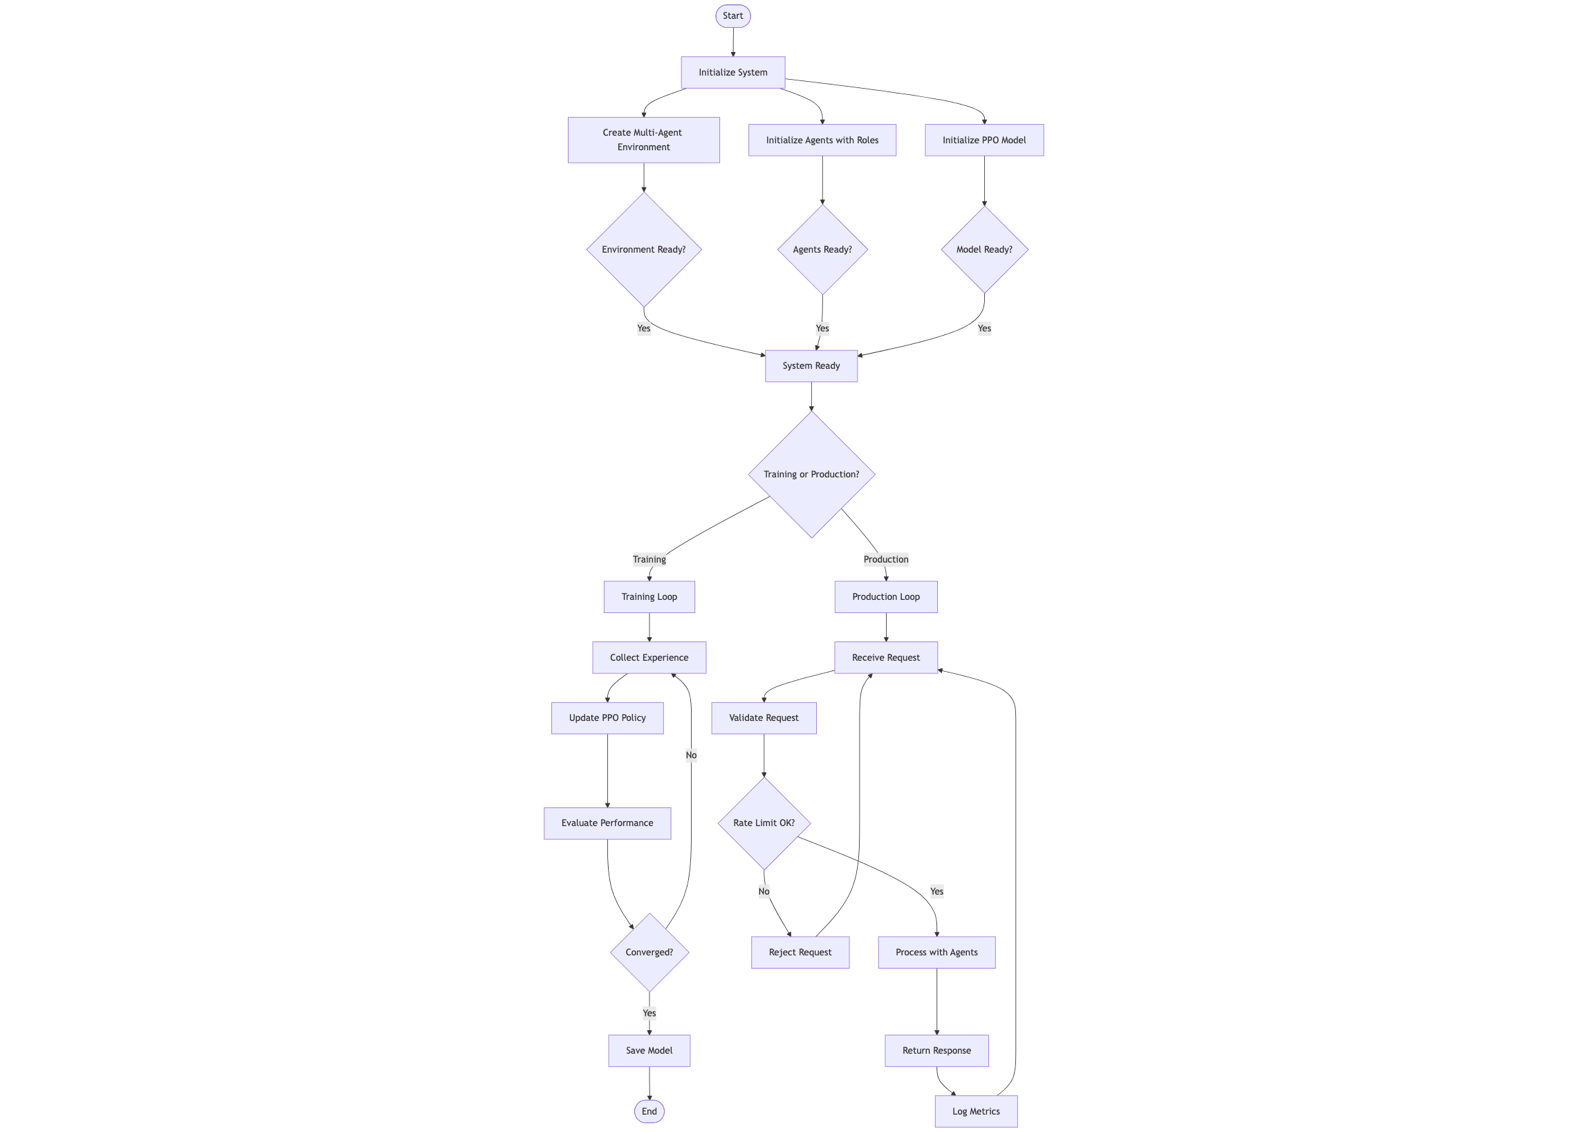 Start
Initialize System
Create Multi-Agent
Environment
Initialize Agents with Roles
Initialize PPO Model
Environment Ready?
Agents Ready?
Model Ready?
Yes
Yes
Yes
System Ready
Training or Production?
Training
Production
Training Loop
Production Loop
Collect Experience
Receive Request
Update PPO Policy
Validate Request
No
Evaluate Performance
Rate Limit OK?
No
Yes
Converged?
Reject Request
Process with Agents
Yes
Save Model
Return Response
End
Log Metrics